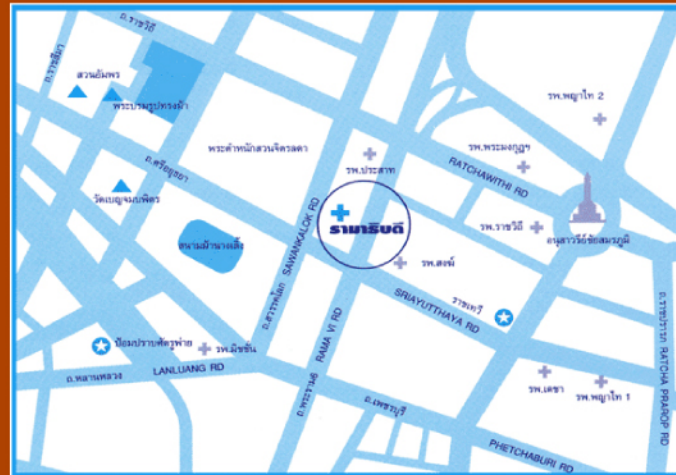 ถ.ราชวิถี
ถ.ราชสีมา
สวนอัมพร
พระบรมรูปทรงม้า
รพ.พญาไท 2
พระตำหนักสวนจิตรลดา
รพ.พระมงกุฎฯ
รพ.ประสาท
RATCHAWITHI RD
ถ.ศรีอยุธยา
วัดเบญจมบพิตร
รามาธิบดี
รพ.ราชวิถี
อนุสาวรีย์ชัยสมรภูมิ
สนามม้านางเลิ้ง
ถ.สวรรคโลก SAWANKALOK RD
รพ.สงฆ์
ราชเทวี
SRIAYUTTHAYA RD
ถ.ราชปรารภ RATCHA PRAROP RD
ป้อมปราบศัตรูพ่าย
รพ.มิชชัน
ถ.พระราม6 RAMA VI RD
ถ.หลานหลวง LANLUANG RD
รพ.เดชา
รพ.พญาไท 1
ถ.เพชรบุรี
PHETCHABURI RD